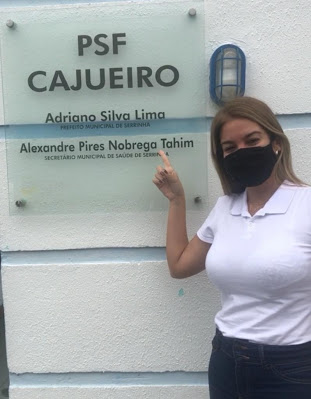 PSF
CAJUEIRO
Adriano Silva Lima
PREFEITO MUNICIPAL DE SERRINHA
Alexandre Pires Nobrega Tahim
SECRETÁRIO MUNICIPAL DE SAÚDE DE SERRINHA